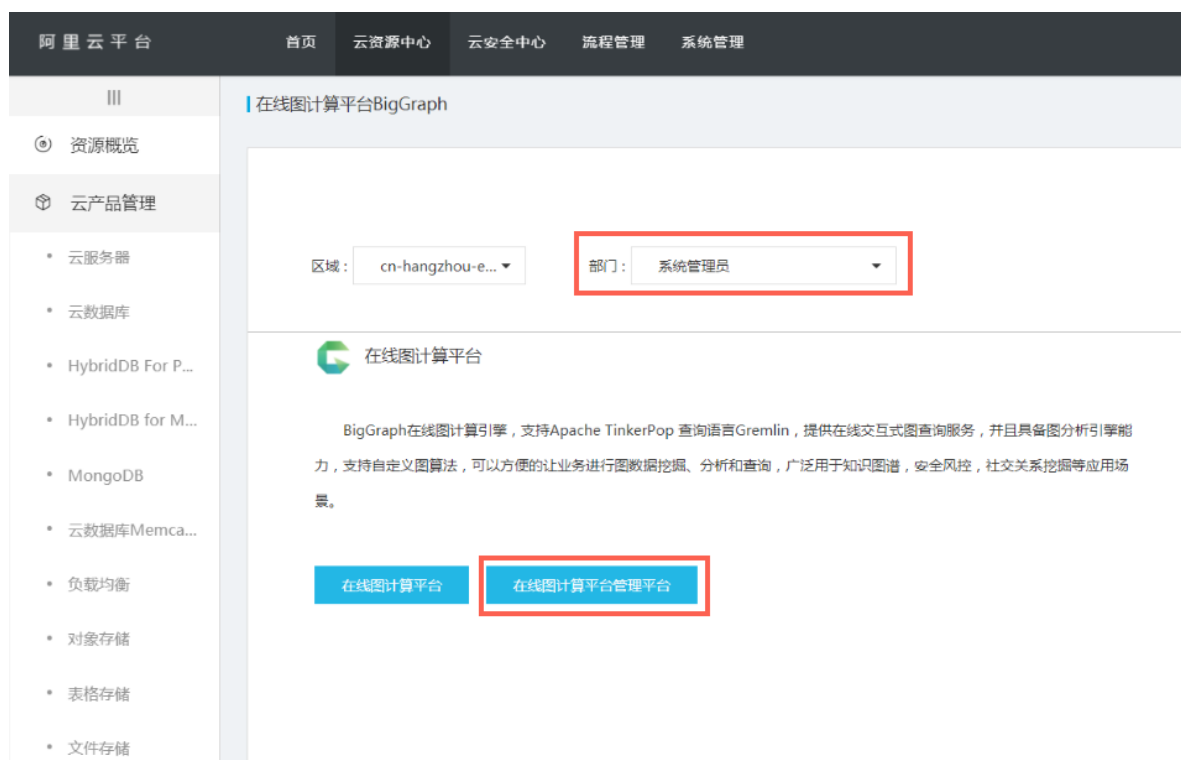 阿里云平台
首页 云资源中心 云安全中心 流程管理 系统管理
在线图计算平台BigGraph
资源概览
云产品管理
云服务器
云数据库
HybridDB For P...
HybridDB for M...
MongoDB
云数据库Memca...
负载均衡
对象存储
表格存储
文件存储
区域： cn-hangzhou-e... 部门： 系统管理员
在线图计算平台
BigGraph在线图计算引擎，支持Apache TinkerPop 查询语言Gremlin，提供在线交互式图查询服务，并且具备图分析引擎能
力，支持自定义图算法，可以方便的让业务进行图数据挖掘、分析和查询，广泛用于知识图谱，安全风控，社交关系挖掘等应用场
景。
在线图计算平台 在线图计算平台管理平台